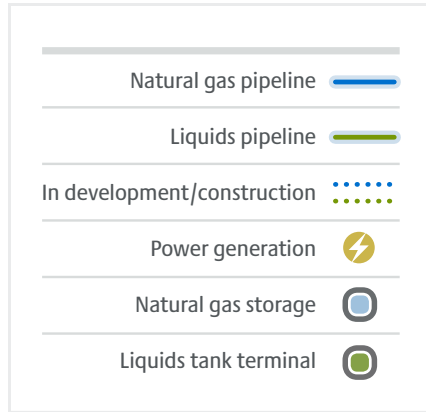 Natural gas pipeline
Liquids pipeline
In development/construction
Power generation
Natural gas storage
Liquids tank terminal